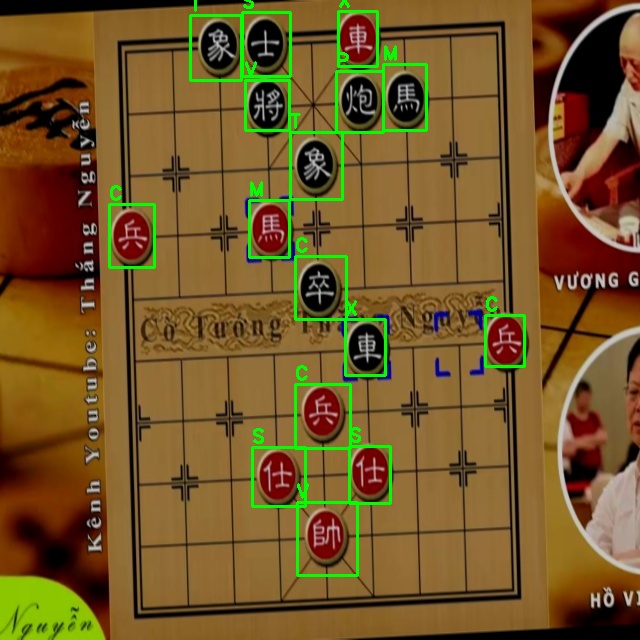 T S X
象 士 車
V P M
將 炮 馬
T
象
C M
兵 馬
C
卒
X C
車 兵
Cờ Tướng
C
兵
S S
仕 仕
V
帥
Kênh Youtube: Thắng Nguyễn
VƯƠNG G
HỒ VI
Nguyễn